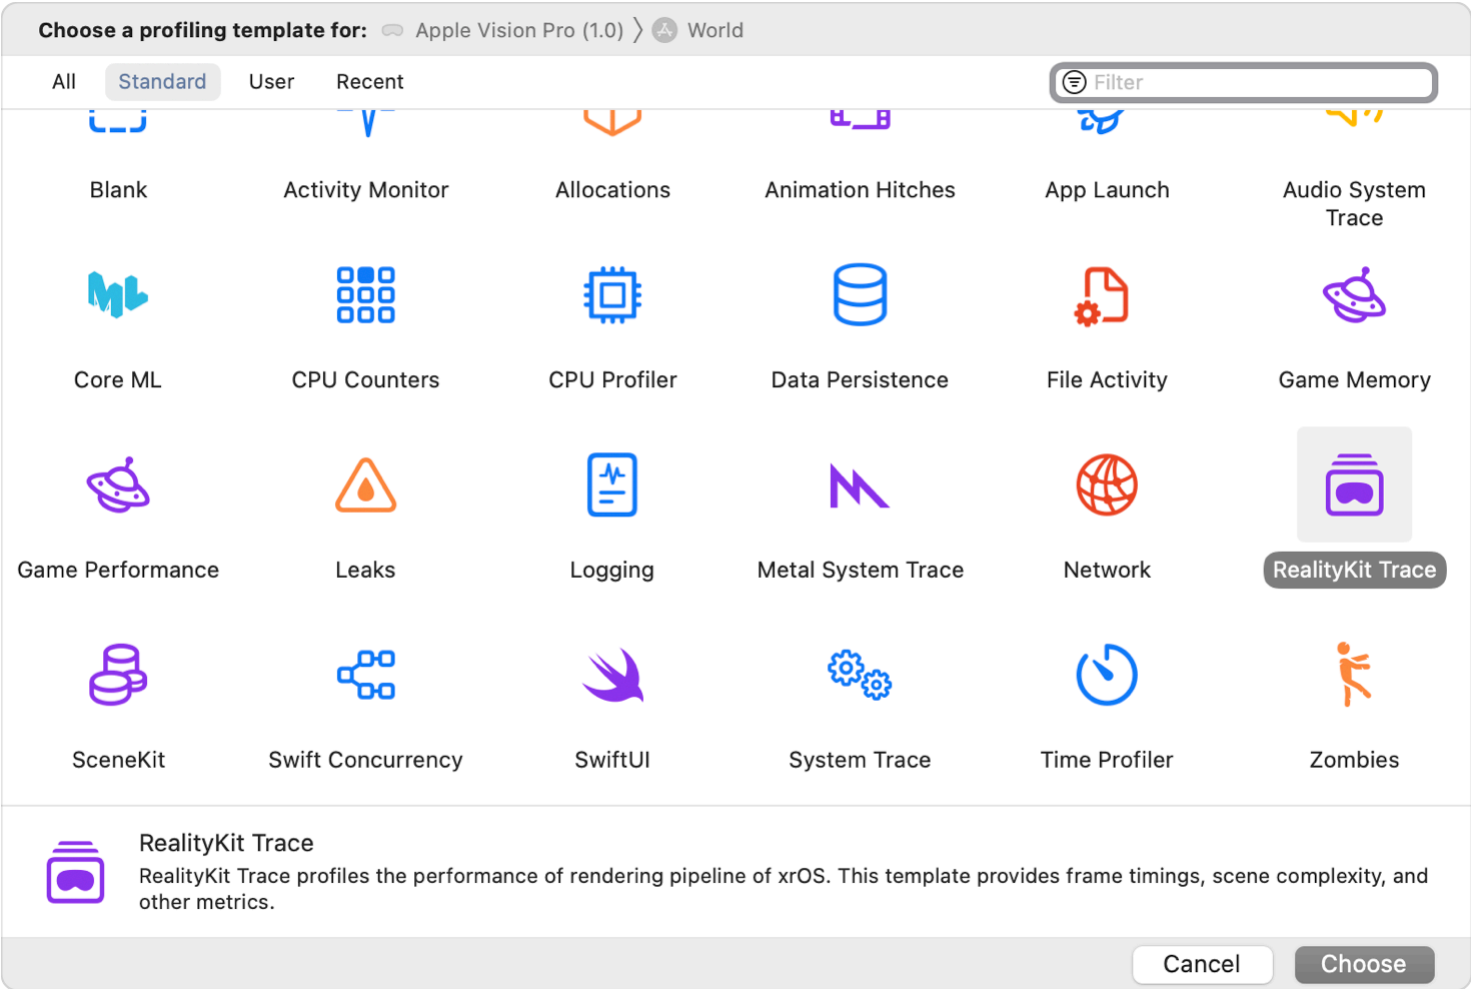 Choose a profiling template for: Apple Vision Pro (1.0) 〉 World
All Standard User Recent Filter
Blank Activity Monitor Allocations Animation Hitches App Launch Audio System
Trace
ML
Core ML CPU Counters CPU Profiler Data Persistence File Activity Game Memory
Game Performance Leaks Logging Metal System Trace Network RealityKit Trace
SceneKit Swift Concurrency SwiftUI System Trace Time Profiler Zombies
RealityKit Trace
RealityKit Trace profiles the performance of rendering pipeline of xrOS. This template provides frame timings, scene complexity, and
other metrics.
Cancel Choose